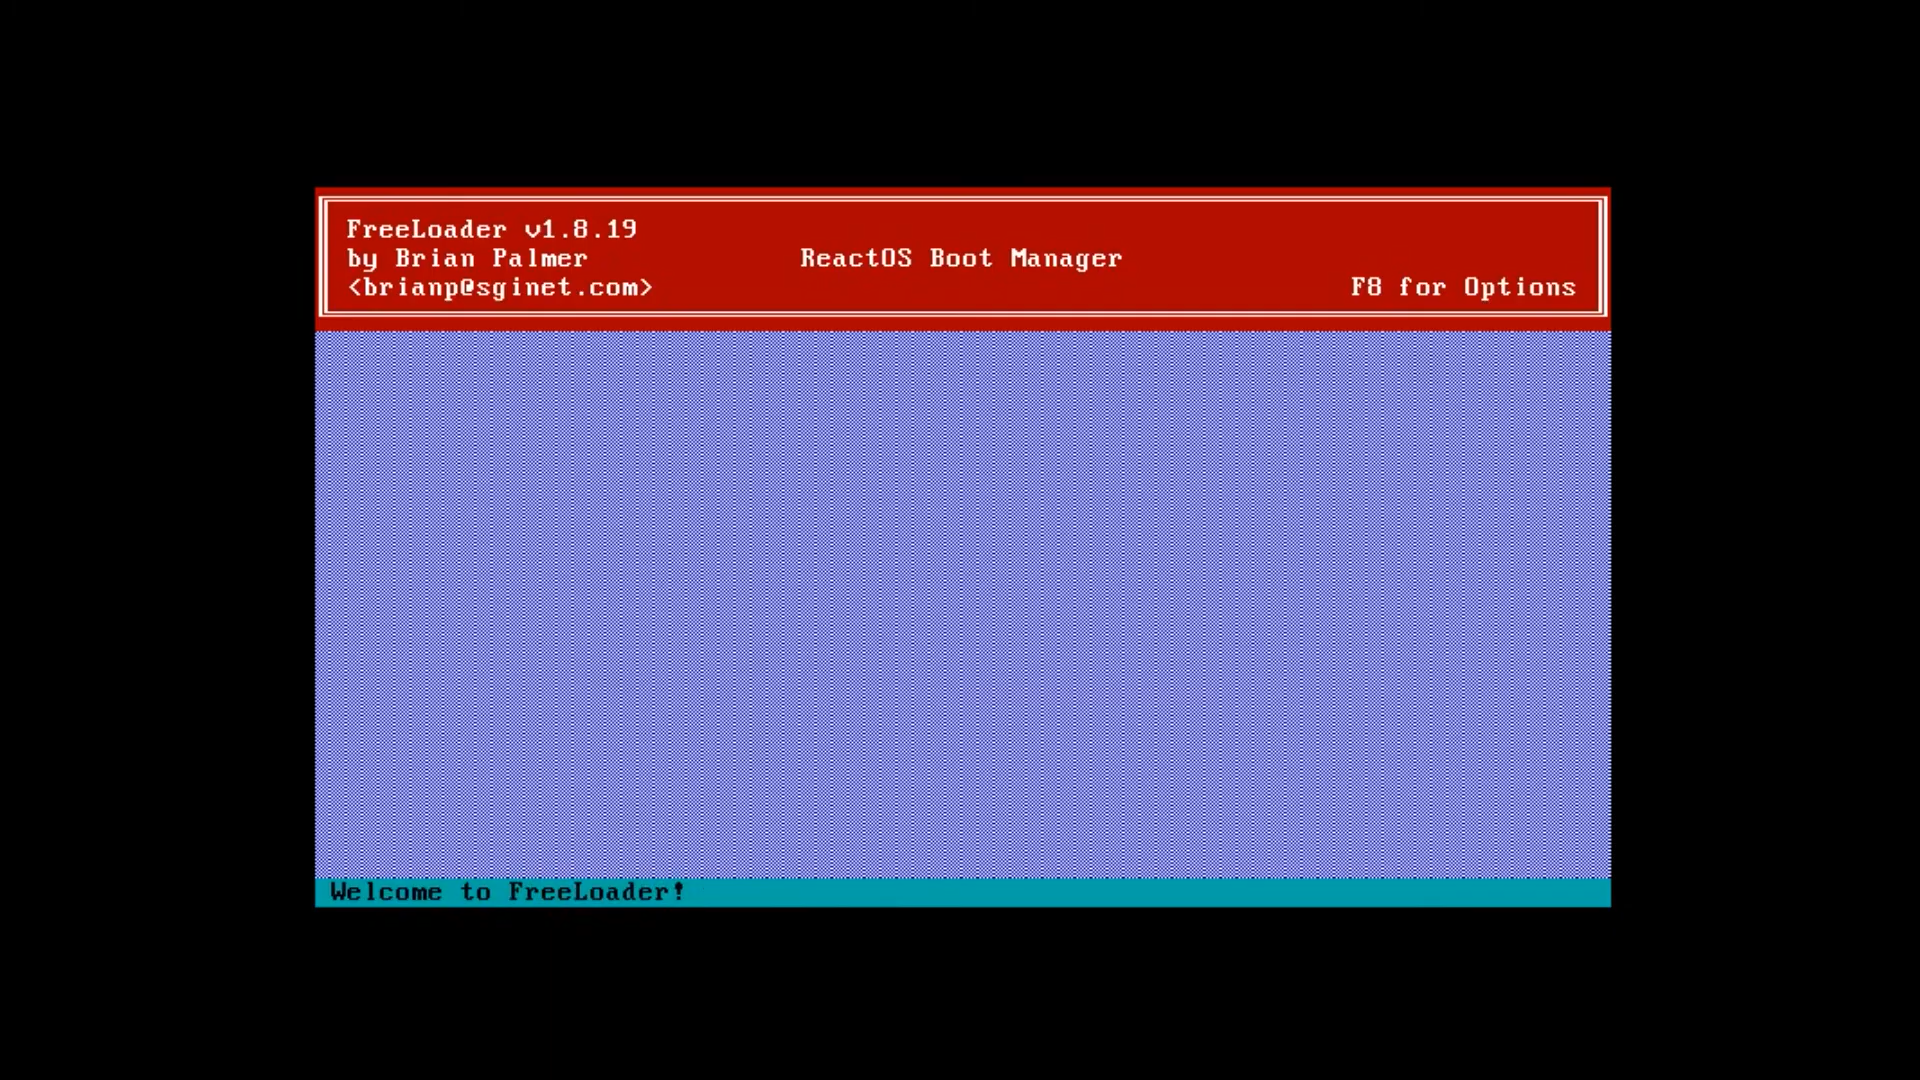 FreeLoader v1.8.19
by Brian Palmer
<brianp@sginet.com>
ReactOS Boot Manager
F8 for Options
Welcome to FreeLoader!